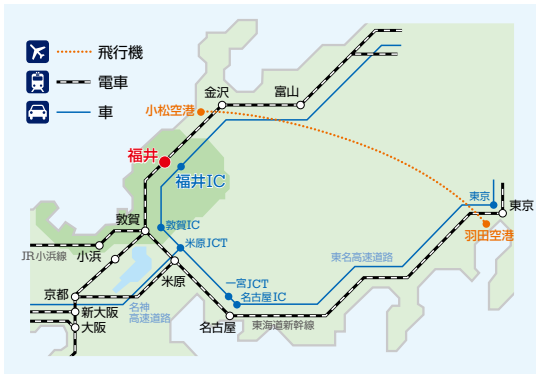 飛行機
電車
車
金沢
富山
小松空港
福井
福井IC
敦賀
敦賀IC
東京
東京
羽田空港
米原JCT
JR小浜線
小浜
東名高速道路
米原
一宮JCT
京都
名古屋IC
名神
高速道路
新大阪
大阪
名古屋
東海道新幹線